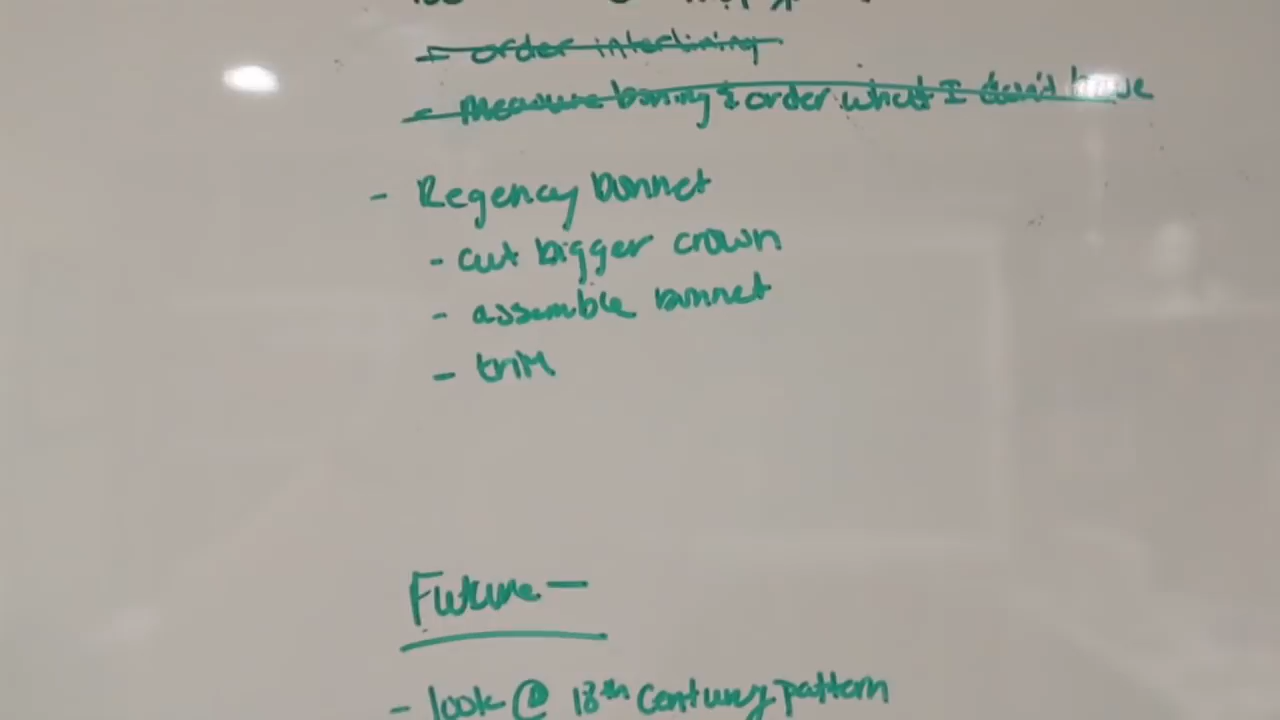 - order interlining
- Measure boning & order what I don't have
- Regency bonnet
- cut bigger crown
- assemble bonnet
- trim
Future —
- look @ 18th Century pattern